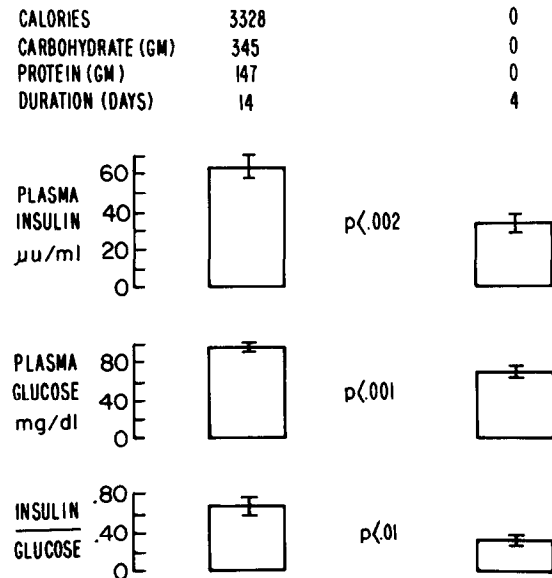 CALORIES 3328 0
CARBOHYDRATE (GM) 345 0
PROTEIN (GM) 147 0
DURATION (DAYS) 14 4
60
PLASMA
INSULIN 40 p<.002
μu/ml 20
0
PLASMA 80
GLUCOSE 40 p<.001
mg/dl
0
.80
INSULIN
.40 p<.01
GLUCOSE
0